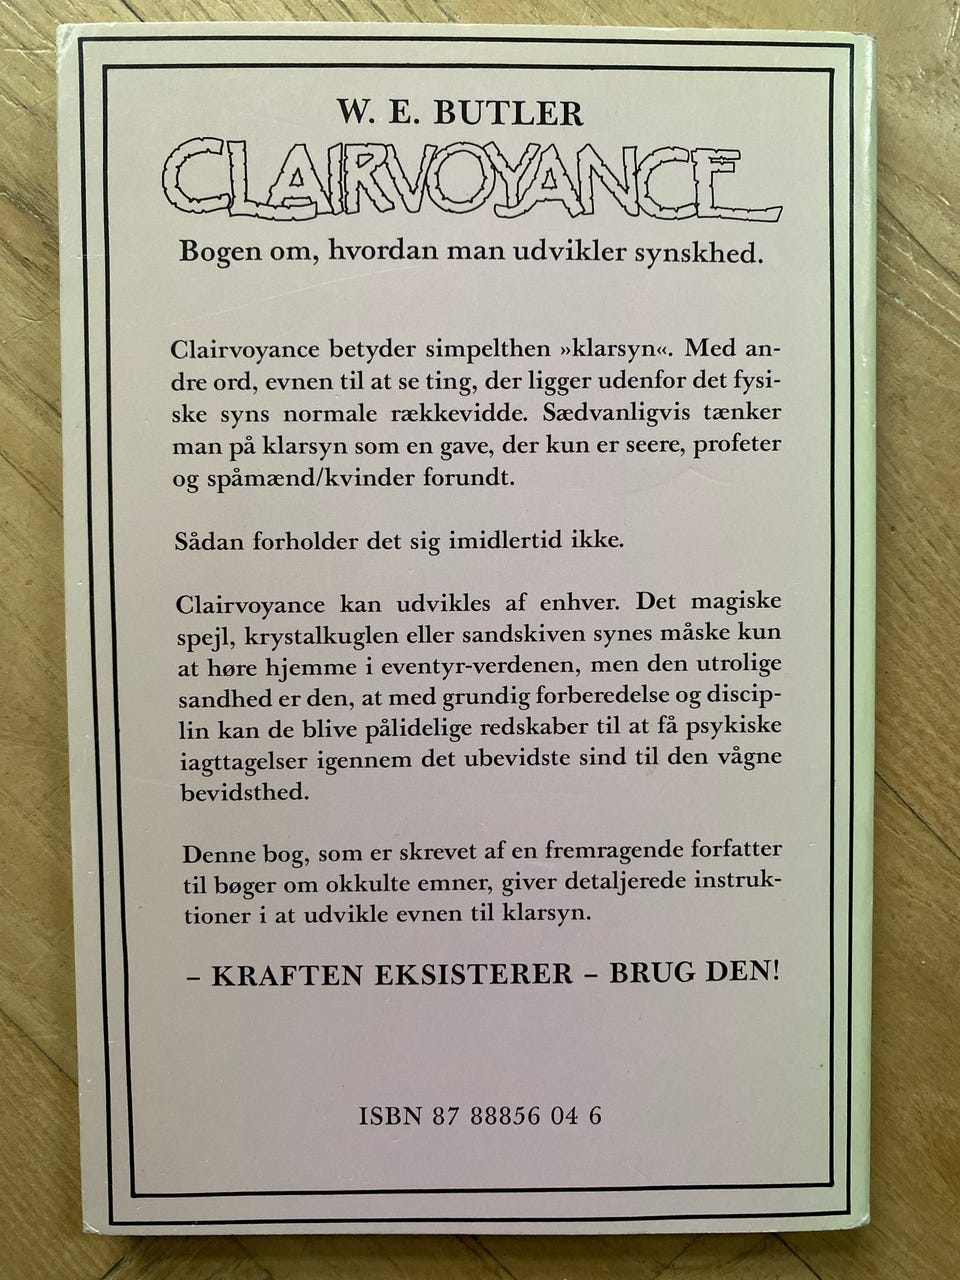 W. E. BUTLER
CLAIRVOYANCE
Bogen om, hvordan man udvikler synskhed.
Clairvoyance betyder simpelthen »klarsyn«. Med an-
dre ord, evnen til at se ting, der ligger udenfor det fysi-
ske syns normale rækkevidde. Sædvanligvis tænker
man på klarsyn som en gave, der kun er seere, profeter
og spåmænd/kvinder forundt.
Sådan forholder det sig imidlertid ikke.
Clairvoyance kan udvikles af enhver. Det magiske
spejl, krystalkuglen eller sandskiven synes måske kun
at høre hjemme i eventyr-verdenen, men den utrolige
sandhed er den, at med grundig forberedelse og discip-
lin kan de blive pålidelige redskaber til at få psykiske
iagttagelser igennem det ubevidste sind til den vågne
bevidsthed.
Denne bog, som er skrevet af en fremragende forfatter
til bøger om okkulte emner, giver detaljerede instruk-
tioner i at udvikle evnen til klarsyn.
– KRAFTEN EKSISTERER – BRUG DEN!
ISBN 87 88856 04 6